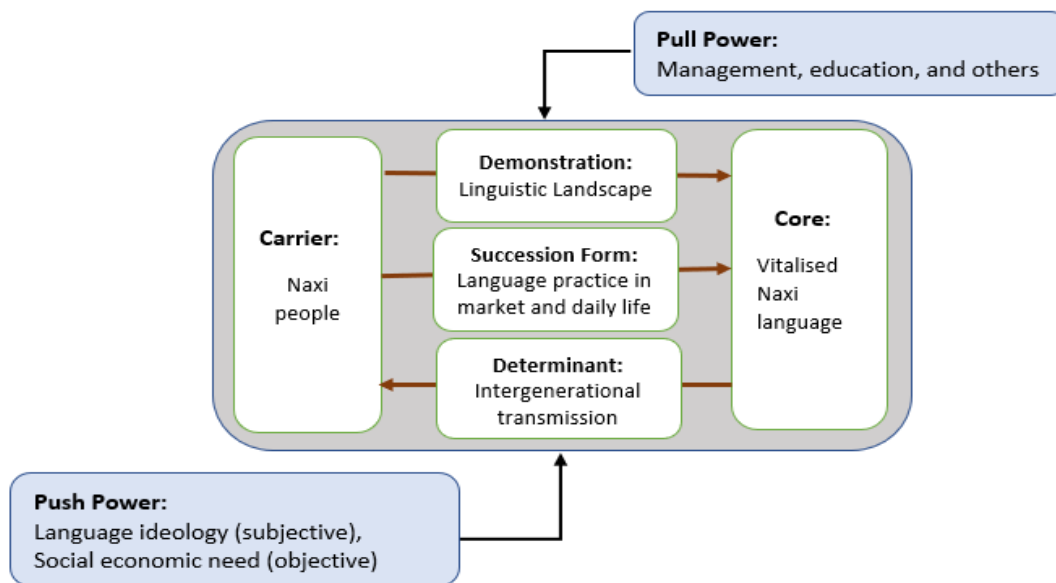 Pull Power:
Management, education, and others
Demonstration:
Linguistic Landscape
Carrier:
Naxi
people
Succession Form:
Language practice in
market and daily life
Core:
Vitalised
Naxi
language
Determinant:
Intergenerational
transmission
Push Power:
Language ideology (subjective),
Social economic need (objective)